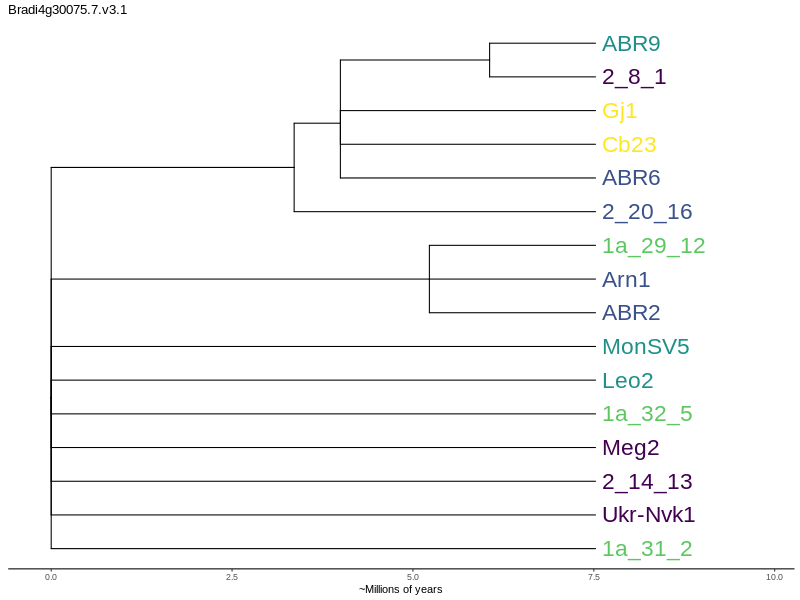 Bradi4g30075.7.v3.1
ABR9
2_8_1
Gj1
Cb23
ABR6
2_20_16
1a_29_12
Arn1
ABR2
MonSV5
Leo2
1a_32_5
Meg2
2_14_13
Ukr-Nvk1
1a_31_2
0.0 2.5 5.0 7.5 10.0
~Millions of years